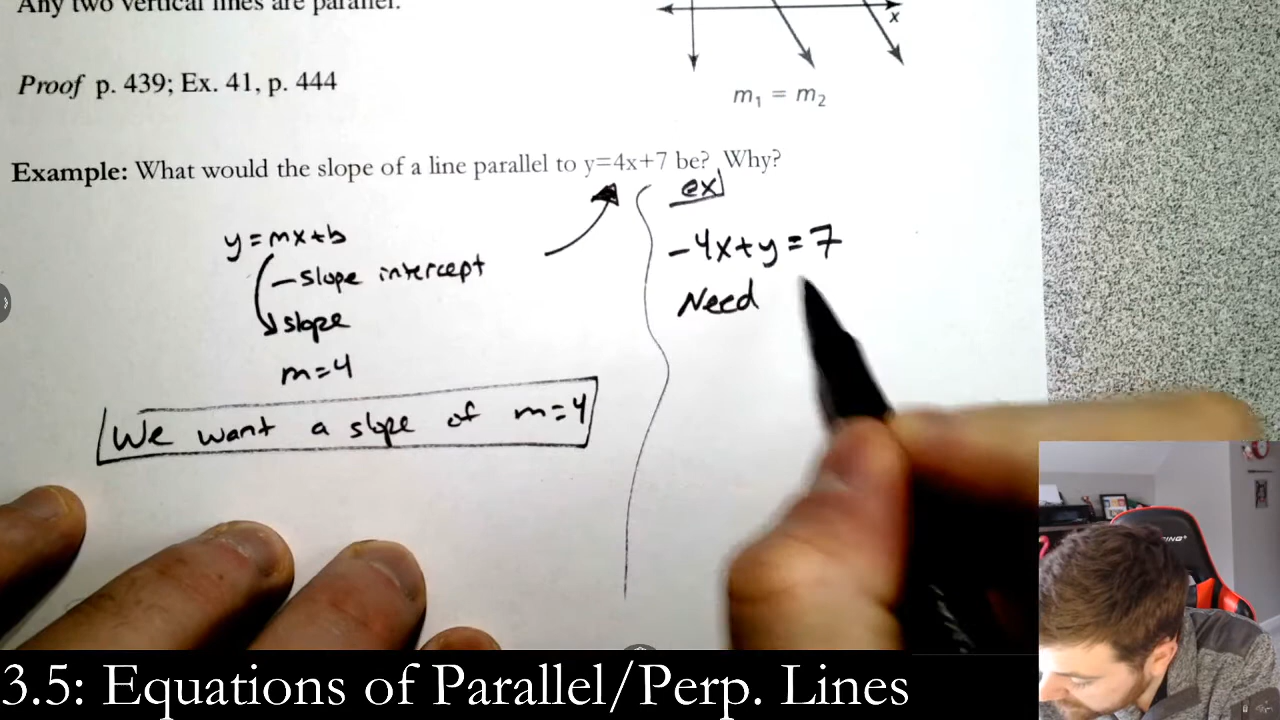 Any two vertical lines are parallel.
x
Proof p. 439; Ex. 41, p. 444
m₁ = m₂
Example: What would the slope of a line parallel to y=4x+7 be? Why?
y=mx+b
-slope intercept
slope
m=4
We want a slope of m=4
ex
-4x+y=7
Need
3.5: Equations of Parallel/Perp. Lines